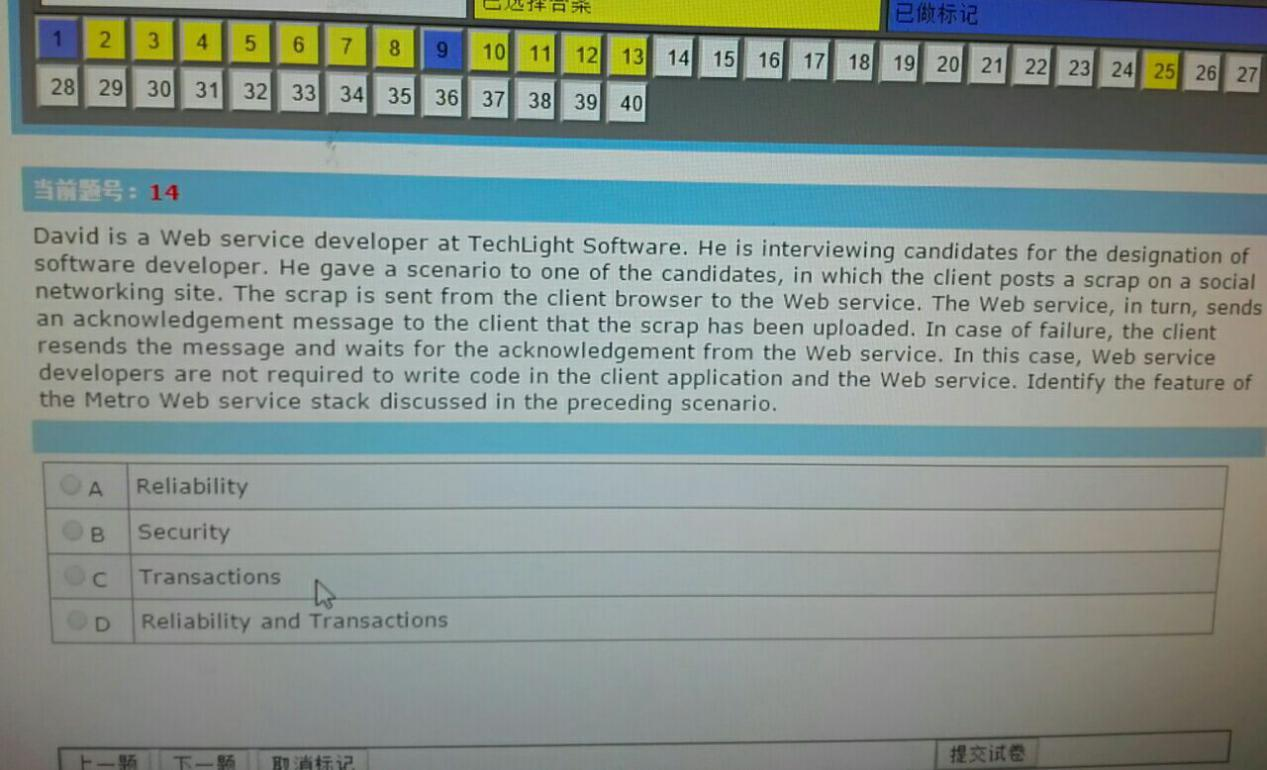 已选择答案
已做标记
1 2 3 4 5 6 7 8 9 10 11 12 13 14 15 16 17 18 19 20 21 22 23 24 25 26 27
28 29 30 31 32 33 34 35 36 37 38 39 40
当前题号：14
David is a Web service developer at TechLight Software. He is interviewing candidates for the designation of
software developer. He gave a scenario to one of the candidates, in which the client posts a scrap on a social
networking site. The scrap is sent from the client browser to the Web service. The Web service, in turn, sends
an acknowledgement message to the client that the scrap has been uploaded. In case of failure, the client
resends the message and waits for the acknowledgement from the Web service. In this case, Web service
developers are not required to write code in the client application and the Web service. Identify the feature of
the Metro Web service stack discussed in the preceding scenario.
A Reliability
B Security
C Transactions
D Reliability and Transactions
上一题 下一题 取消标记 提交试卷